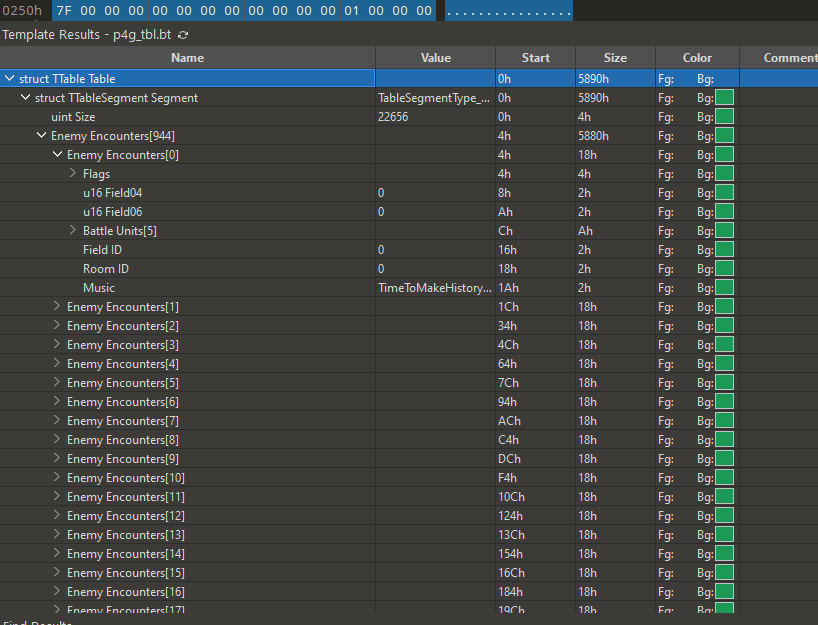 0250h 7F 00 00 00 00 00 00 00 00 00 00 00 01 00 00 00 ................
Template Results - p4g_tbl.bt
Name Value Start Size Color Comment
struct TTable Table 0h 5890h Fg: Bg:
struct TTableSegment Segment TableSegmentType_... 0h 5890h Fg: Bg:
uint Size 22656 0h 4h Fg: Bg:
Enemy Encounters[944] 4h 5880h Fg: Bg:
Enemy Encounters[0] 4h 18h Fg: Bg:
Flags 4h 4h Fg: Bg:
u16 Field04 0 8h 2h Fg: Bg:
u16 Field06 0 Ah 2h Fg: Bg:
Battle Units[5] Ch Ah Fg: Bg:
Field ID 0 16h 2h Fg: Bg:
Room ID 0 18h 2h Fg: Bg:
Music TimeToMakeHistory... 1Ah 2h Fg: Bg:
Enemy Encounters[1] 1Ch 18h Fg: Bg:
Enemy Encounters[2] 34h 18h Fg: Bg:
Enemy Encounters[3] 4Ch 18h Fg: Bg:
Enemy Encounters[4] 64h 18h Fg: Bg:
Enemy Encounters[5] 7Ch 18h Fg: Bg:
Enemy Encounters[6] 94h 18h Fg: Bg:
Enemy Encounters[7] ACh 18h Fg: Bg:
Enemy Encounters[8] C4h 18h Fg: Bg:
Enemy Encounters[9] DCh 18h Fg: Bg:
Enemy Encounters[10] F4h 18h Fg: Bg:
Enemy Encounters[11] 10Ch 18h Fg: Bg:
Enemy Encounters[12] 124h 18h Fg: Bg:
Enemy Encounters[13] 13Ch 18h Fg: Bg:
Enemy Encounters[14] 154h 18h Fg: Bg:
Enemy Encounters[15] 16Ch 18h Fg: Bg:
Enemy Encounters[16] 184h 18h Fg: Bg:
Enemy Encounters[17] 19Ch 18h Fg: Bg:
Find Results